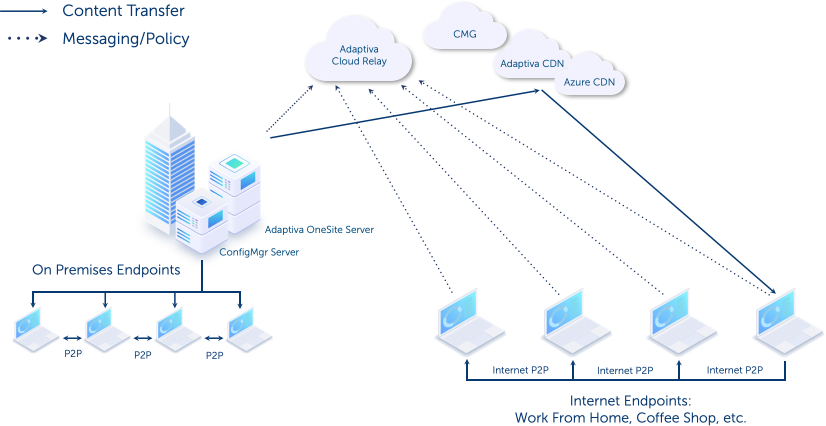 Content Transfer
Messaging/Policy
Adaptiva
Cloud Relay
CMG
Adaptiva CDN
Azure CDN
Adaptiva OneSite Server
ConfigMgr Server
On Premises Endpoints
P2P
P2P
P2P
Internet P2P
Internet P2P
Internet P2P
Internet Endpoints:
Work From Home, Coffee Shop, etc.